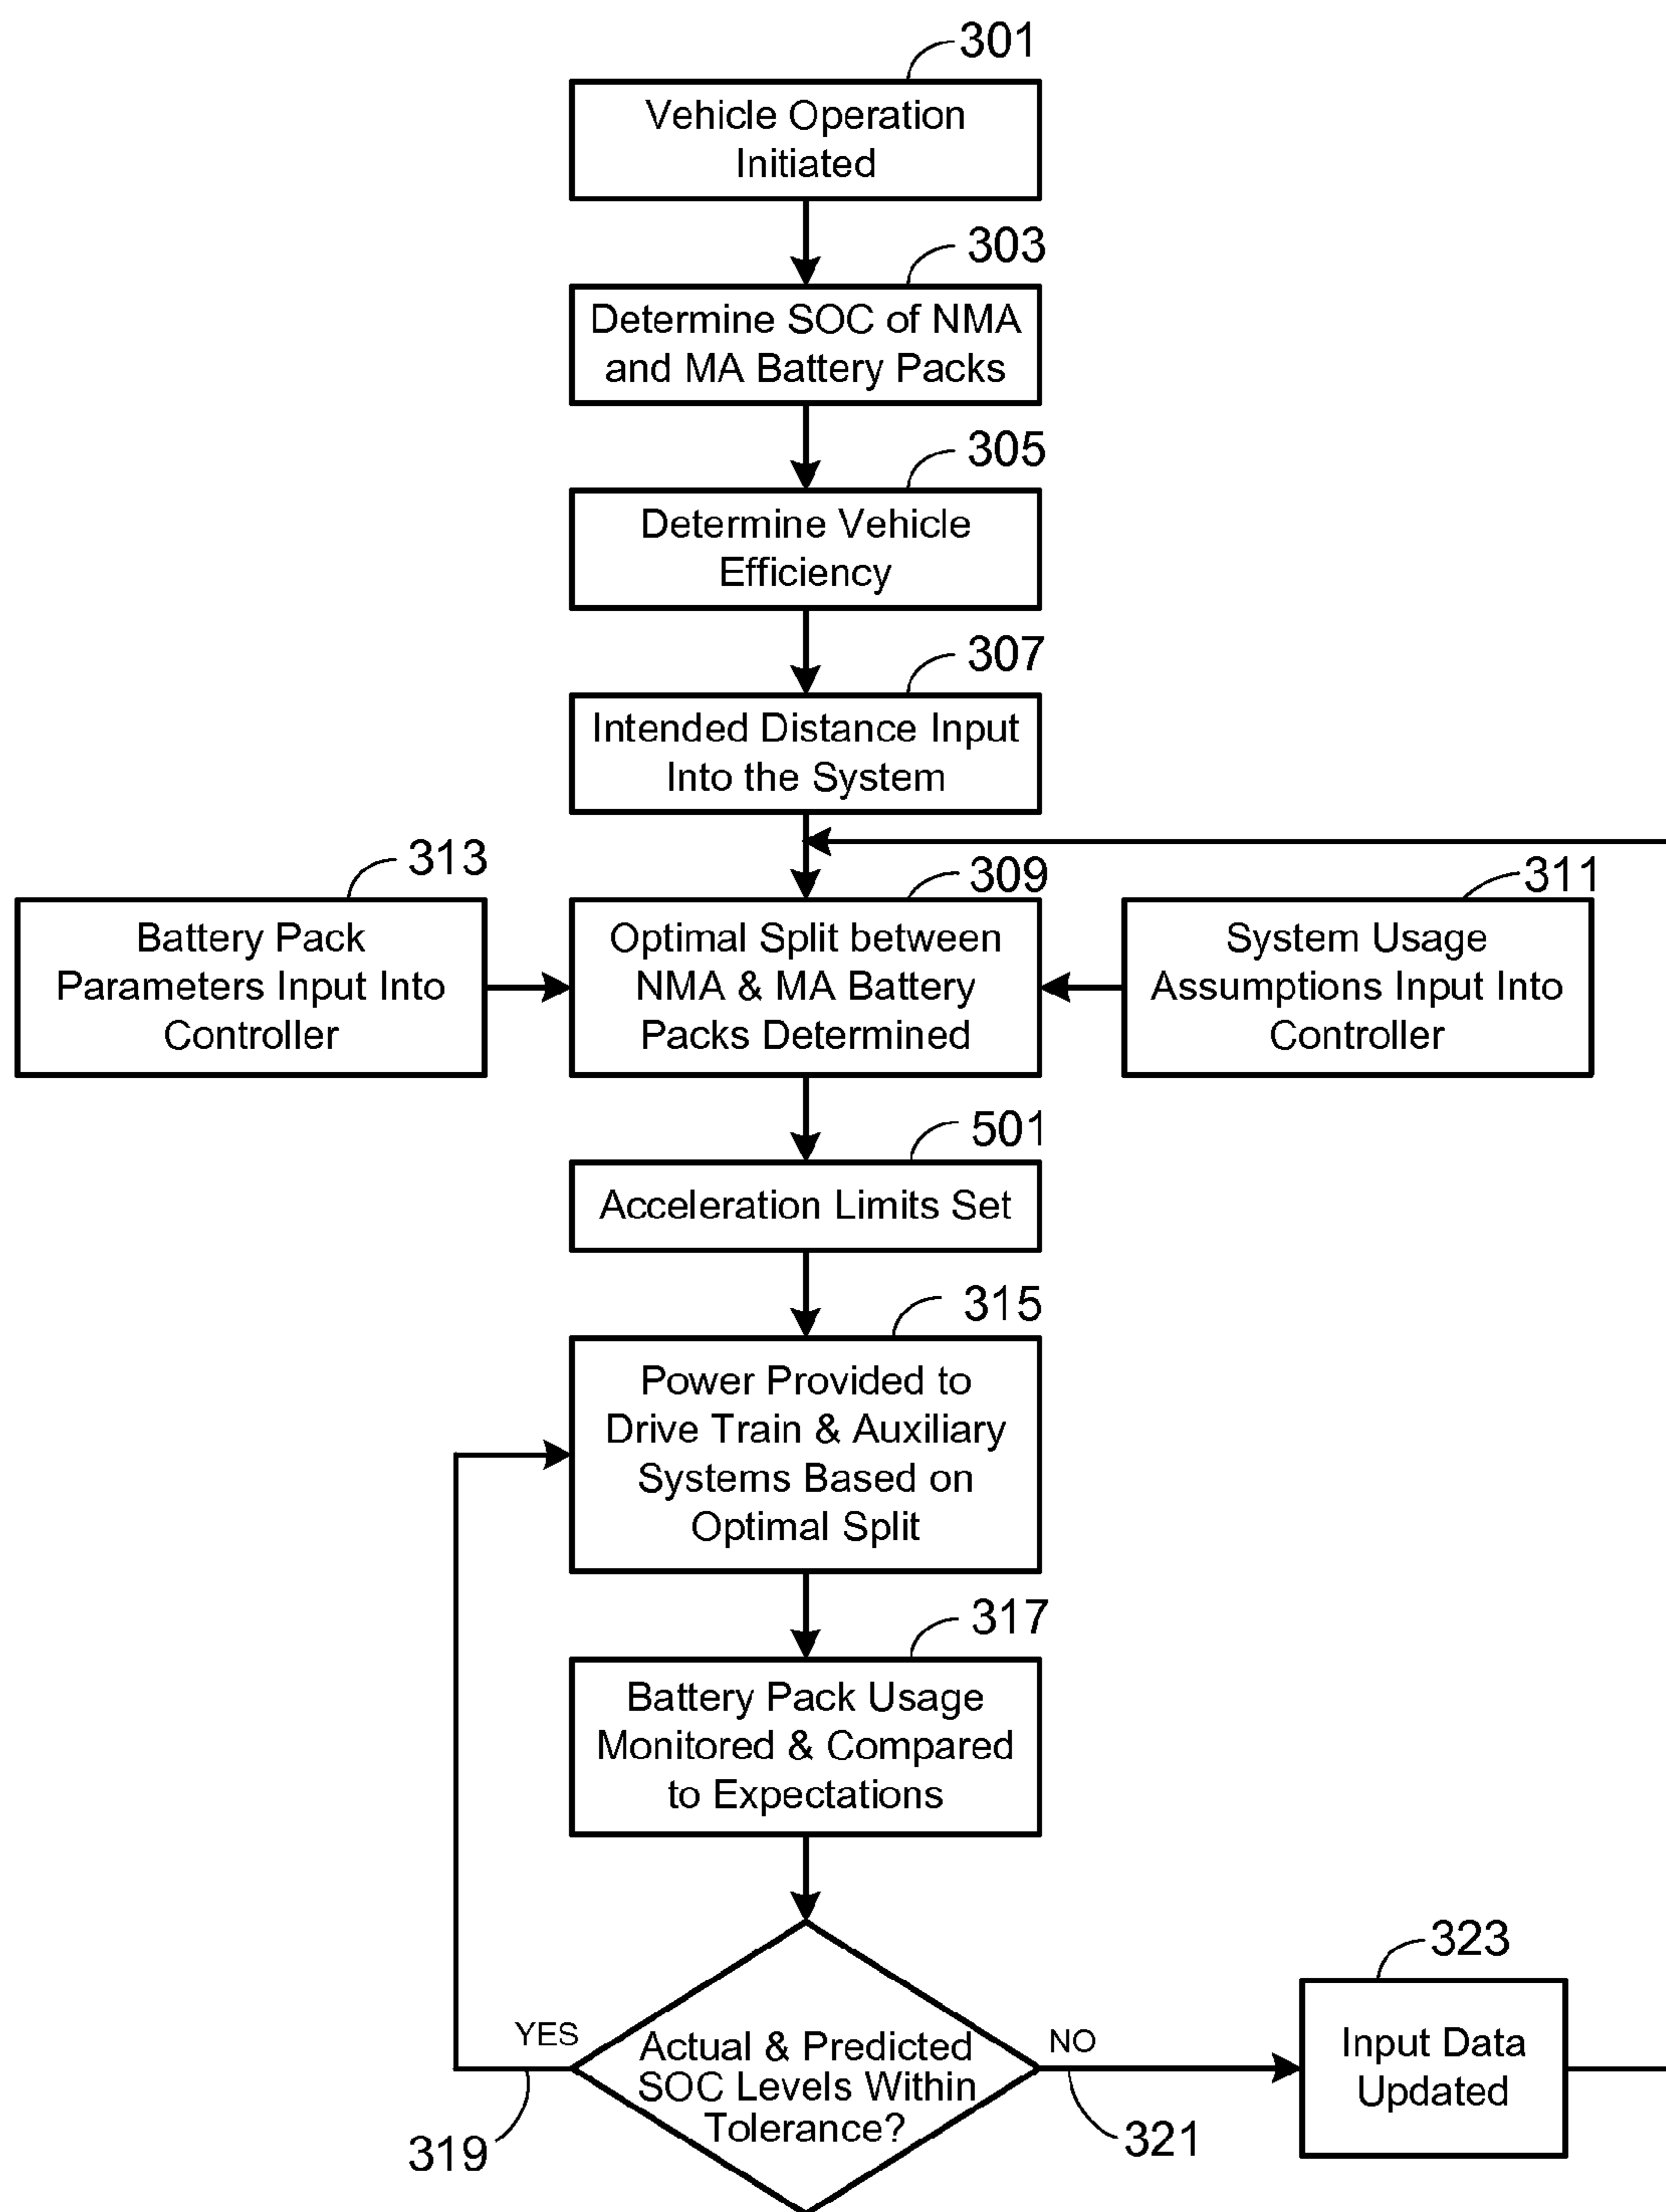 301
Vehicle Operation
Initiated
303
Determine SOC of NMA
and MA Battery Packs
305
Determine Vehicle
Efficiency
307
Intended Distance Input
Into the System
313
Battery Pack
Parameters Input Into
Controller
309
Optimal Split between
NMA & MA Battery
Packs Determined
311
System Usage
Assumptions Input Into
Controller
501
Acceleration Limits Set
315
Power Provided to
Drive Train & Auxiliary
Systems Based on
Optimal Split
317
Battery Pack Usage
Monitored & Compared
to Expectations
YES
319
Actual & Predicted
SOC Levels Within
Tolerance?
NO
321
323
Input Data
Updated